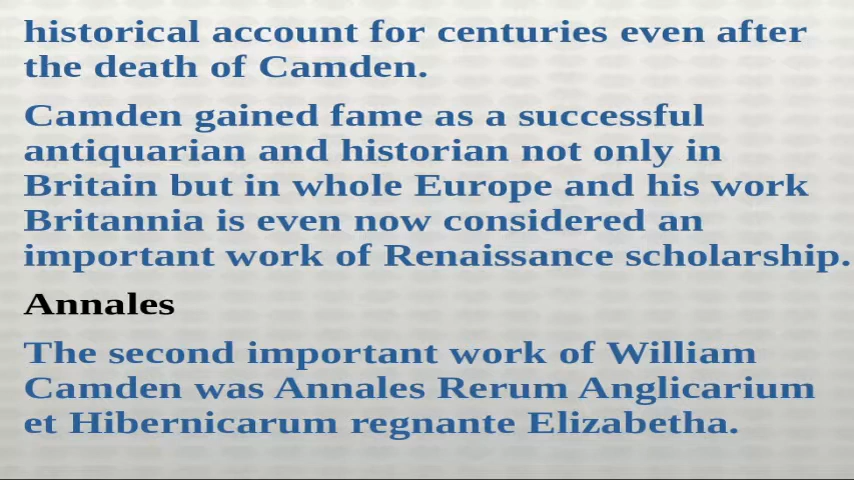 historical account for centuries even after
the death of Camden.
Camden gained fame as a successful
antiquarian and historian not only in
Britain but in whole Europe and his work
Britannia is even now considered an
important work of Renaissance scholarship.
Annales
The second important work of William
Camden was Annales Rerum Anglicarium
et Hibernicarum regnante Elizabetha.